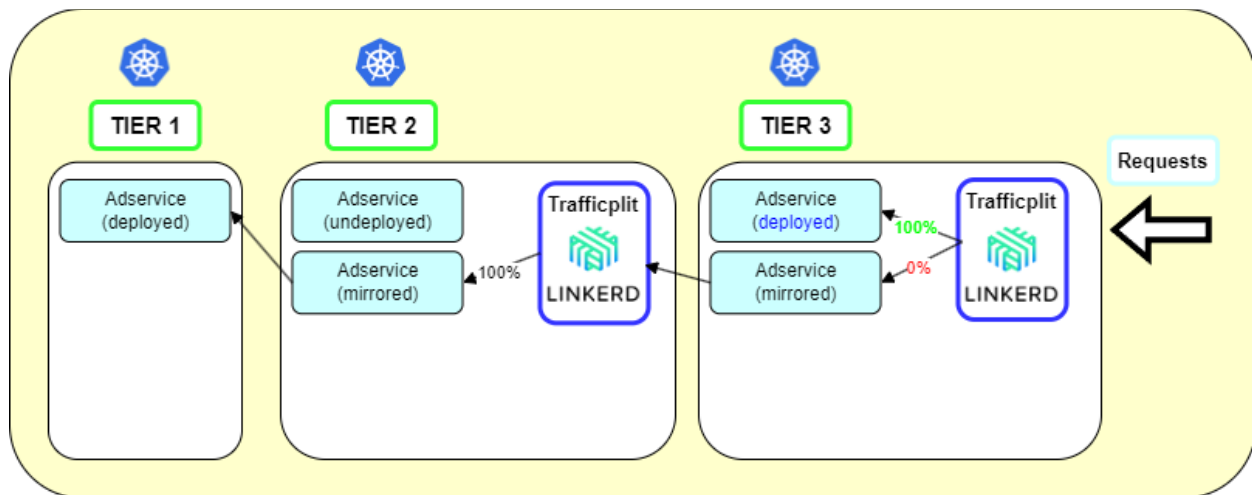 TIER 1
TIER 2
TIER 3
Requests
Adservice
(deployed)
Adservice
(undeployed)
Adservice
(mirrored)
100%
Trafficplit
LINKERD
Adservice
(deployed)
Adservice
(mirrored)
100%
0%
Trafficplit
LINKERD